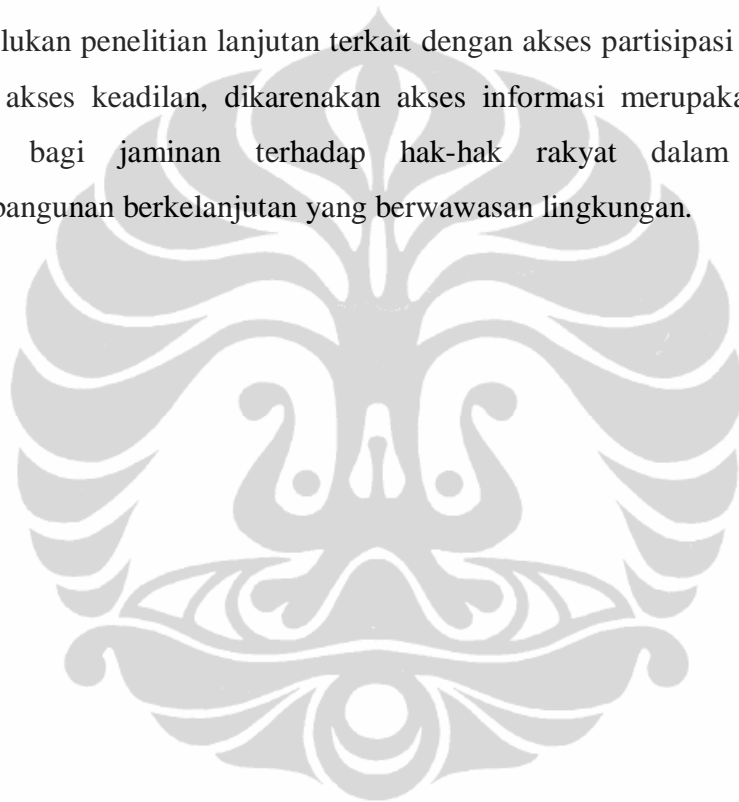 lukan penelitian lanjutan terkait dengan akses partisipasi
akses keadilan, dikarenakan akses informasi merupaka
bagi jaminan terhadap hak-hak rakyat dalam
bangunan berkelanjutan yang berwawasan lingkungan.